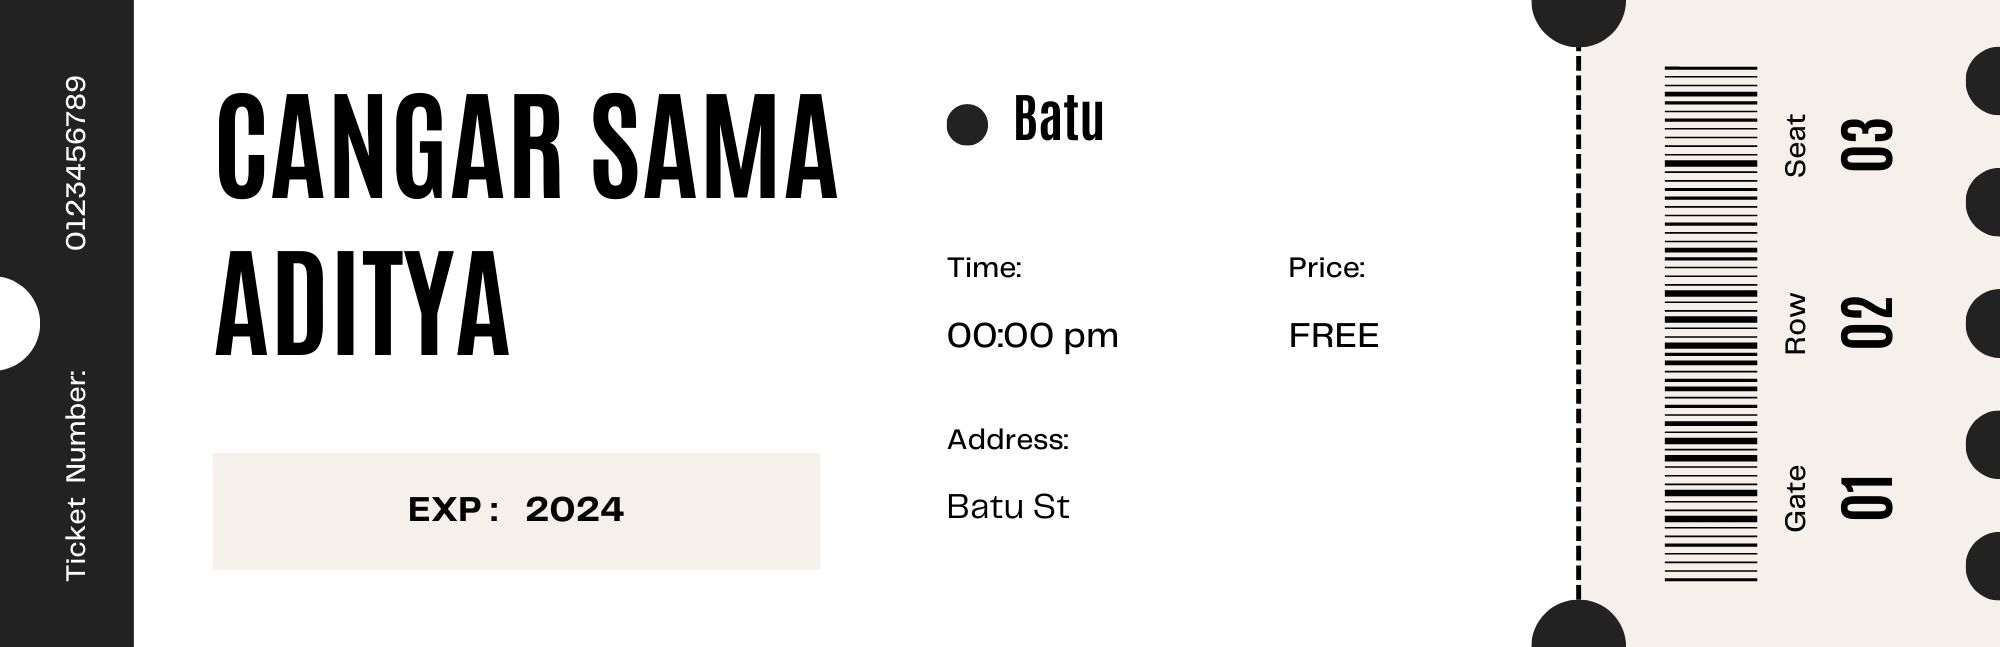 Ticket Number: 0123456789
CANGAR SAMA
ADITYA
EXP : 2024
Batu
Time:
00:00 pm
Price:
FREE
Address:
Batu St
Gate
01
Row
02
Seat
03